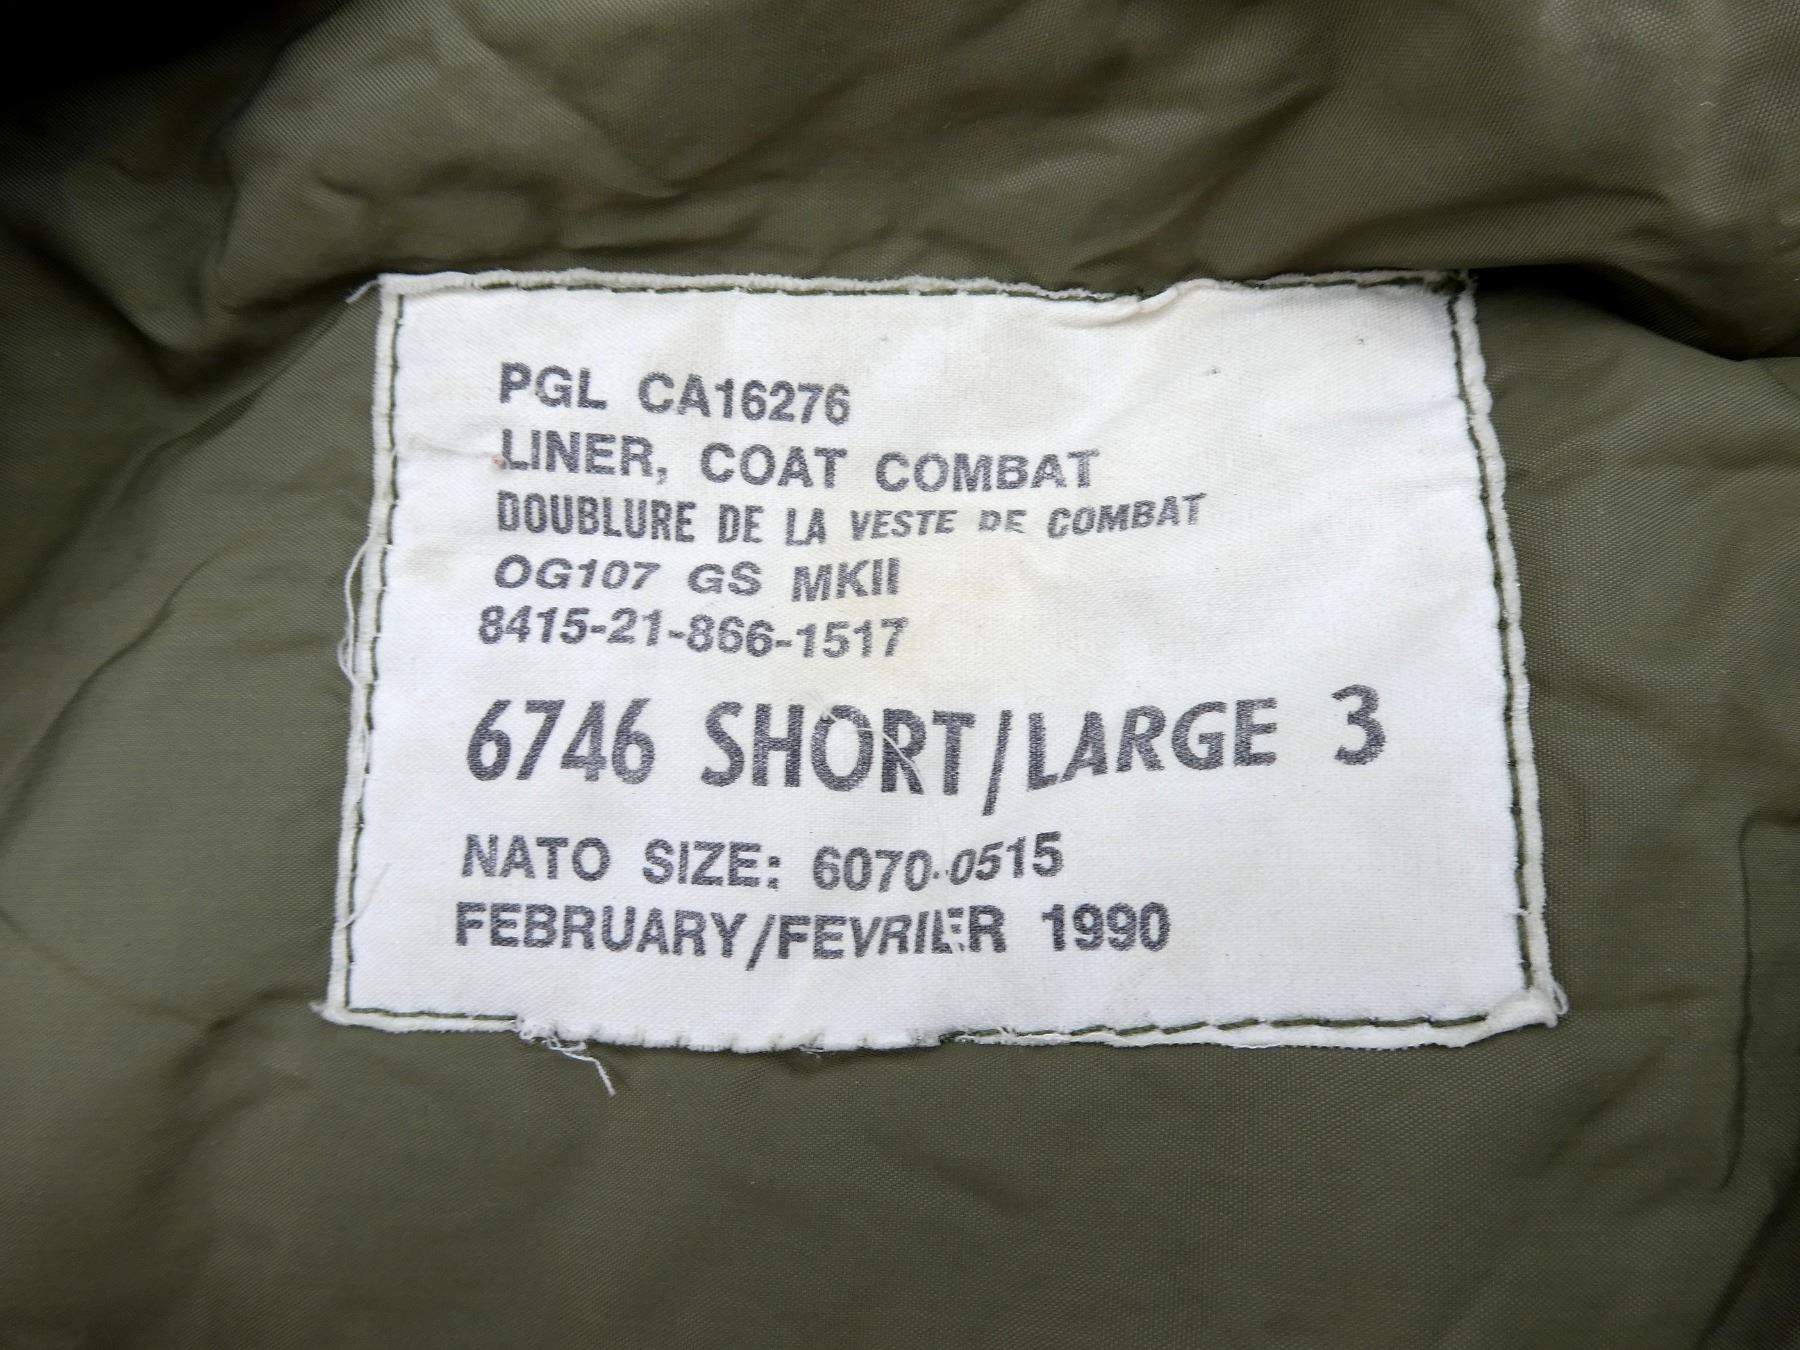 PGL CA16276
LINER, COAT COMBAT
DOUBLURE DE LA VESTE DE COMBAT
OG107 GS MKII
8415-21-866-1517
6746 SHORT/LARGE 3
NATO SIZE: 6070-0515
FEBRUARY/FEVRIER 1990